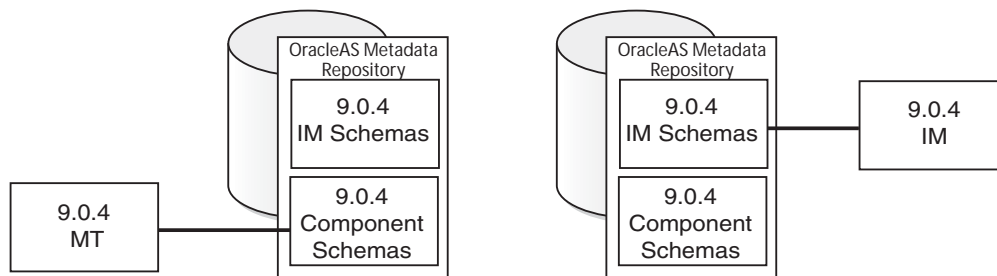 OracleAS Metadata
Repository
9.0.4
IM Schemas
9.0.4
Component
Schemas
9.0.4
MT
OracleAS Metadata
Repository
9.0.4
IM Schemas
9.0.4
Component
Schemas
9.0.4
IM